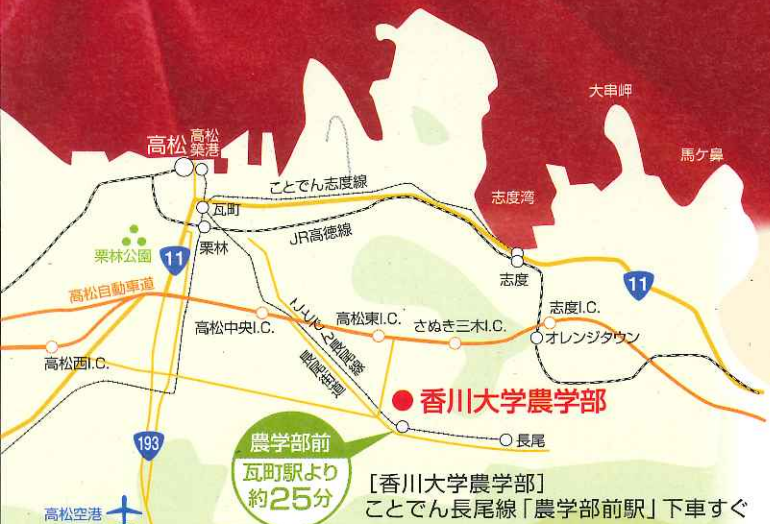 大串岬
馬ケ鼻
高松
高松
築港
ことでん志度線
志度湾
瓦町
JR高徳線
栗林
栗林公園
11
志度
11
高松自動車道
高松中央I.C.
ことでん長尾線
長尾街道
高松東I.C.
さぬき三木I.C.
志度I.C.
オレンジタウン
高松西I.C.
香川大学農学部
193
農学部前
瓦町駅より
約25分
長尾
[香川大学農学部]
ことでん長尾線「農学部前駅」下車すぐ
高松空港